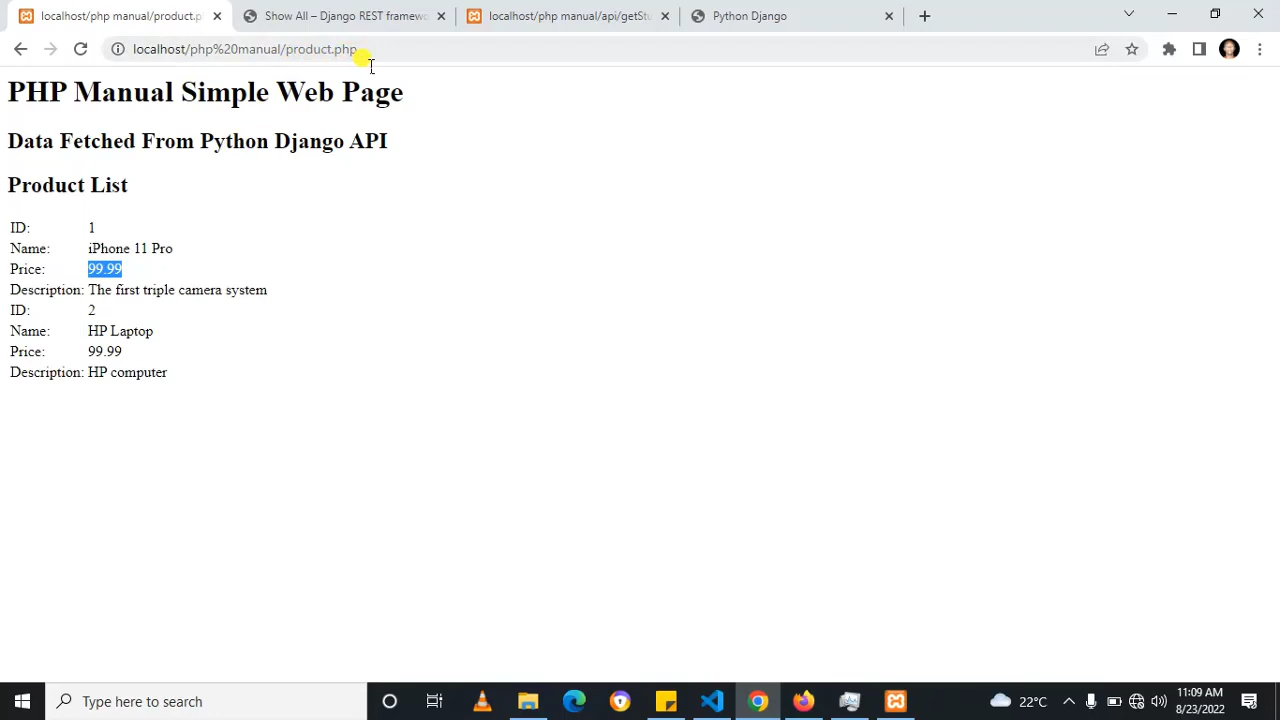 localhost/php manual/product.p
Show All – Django REST framewo
localhost/php manual/api/getStu
Python Django
localhost/php%20manual/product.php
PHP Manual Simple Web Page
Data Fetched From Python Django API
Product List
ID: 1
Name: iPhone 11 Pro
Price: 99.99
Description: The first triple camera system
ID: 2
Name: HP Laptop
Price: 99.99
Description: HP computer
Type here to search
22°C
11:09 AM
8/23/2022